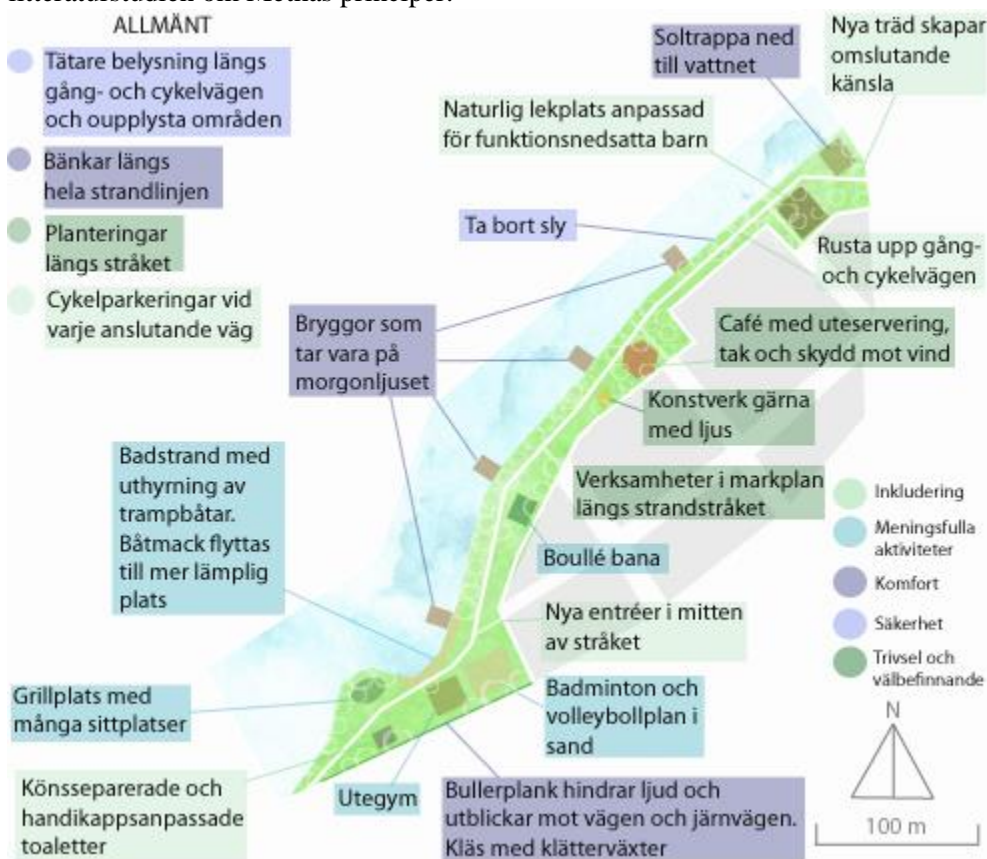 litteraturstudien om Mehtas principer.
ALLMÄNT
Tätare belysning längs
gång- och cykelvägen
och oupplysta områden
Bänkar längs
hela strandlinjen
Planteringar
längs stråket
Cykelparkeringar vid
varje anslutande väg
Soltrappa ned
till vattnet
Nya träd skapar
omslutande
känsla
Naturlig lekplats anpassad
för funktionsnedsatta barn
Ta bort sly
Rusta upp gång-
och cykelvägen
Bryggor som
tar vara på
morgonljuset
Café med uteservering,
tak och skydd mot vind
Konstverk gärna
med ljus
Badstrand med
uthyrning av
trampbåtar.
Båtmack flyttas
till mer lämplig
plats
Verksamheter i markplan
längs strandstråket
Boullé bana
Inkludering
Meningsfulla
aktiviteter
Komfort
Säkerhet
Trivsel och
välbefinnande
Nya entréer i mitten
av stråket
Grillplats med
många sittplatser
Badminton och
volleybollplan i
sand
N
100 m
Könsseparerade och
handikappsanpassade
toaletter
Utegym
Bullerplank hindrar ljud och
utblickar mot vägen och järnvägen.
Kläs med klätterväxter